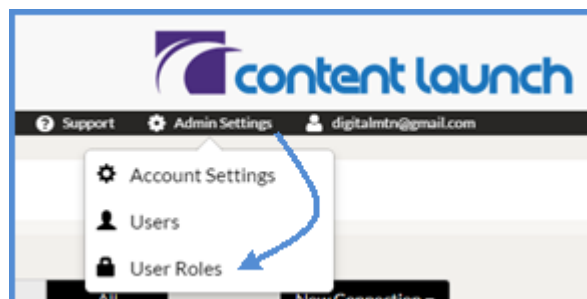 content launch
Support Admin Settings digitalmtn@gmail.com
Account Settings
Users
User Roles
All New Connection